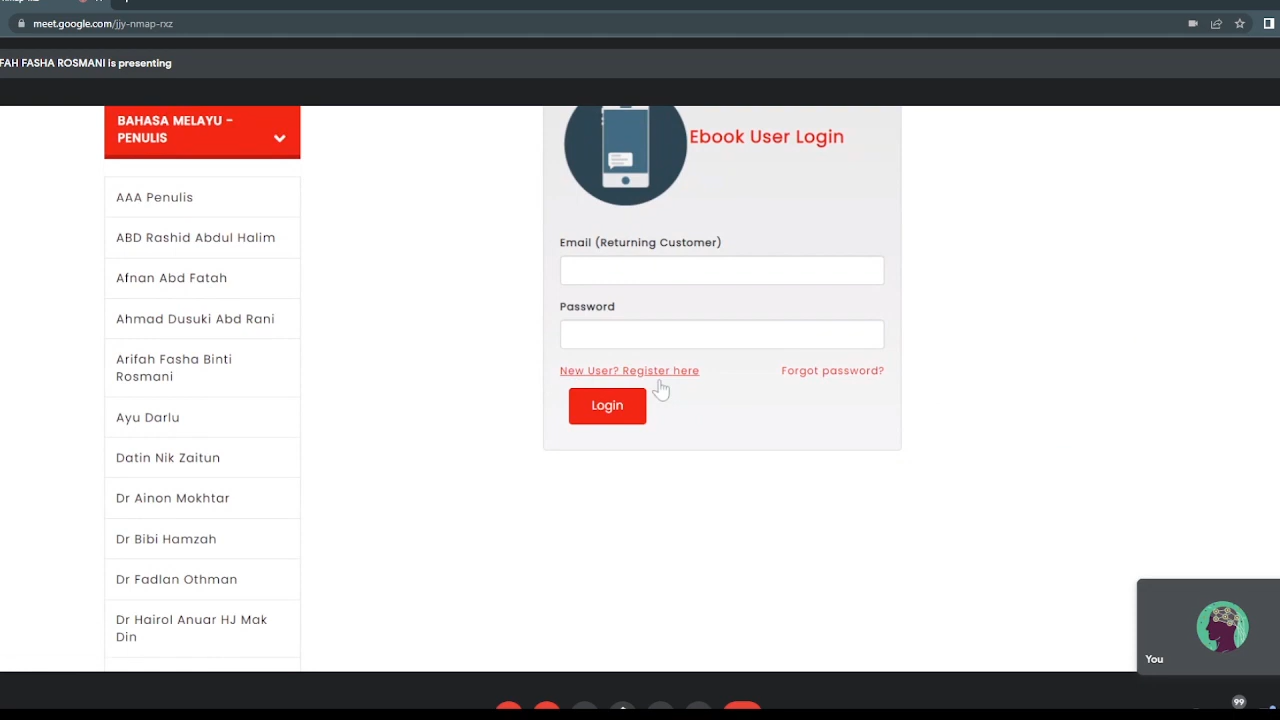 meet.google.com/jjy-nmap-rxz
FAH FASHA ROSMANI is presenting
BAHASA MELAYU -
PENULIS
AAA Penulis
ABD Rashid Abdul Halim
Afnan Abd Fatah
Ahmad Dusuki Abd Rani
Arifah Fasha Binti
Rosmani
Ayu Darlu
Datin Nik Zaitun
Dr Ainon Mokhtar
Dr Bibi Hamzah
Dr Fadlan Othman
Dr Hairol Anuar HJ Mak
Din
Ebook User Login
Email (Returning Customer)
Password
New User? Register here
Forgot password?
Login
You
99